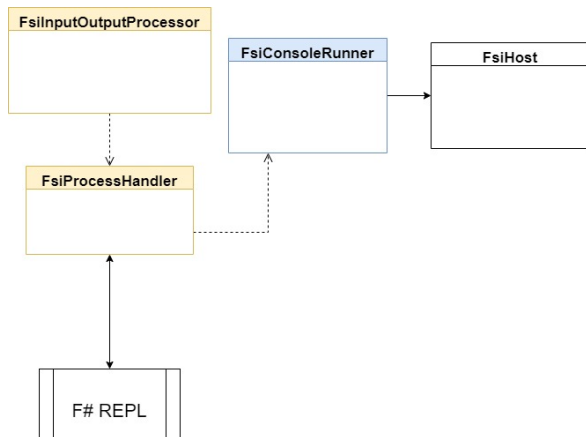 FsiInputOutputProcessor
FsiConsoleRunner
FsiHost
FsiProcessHandler
F# REPL